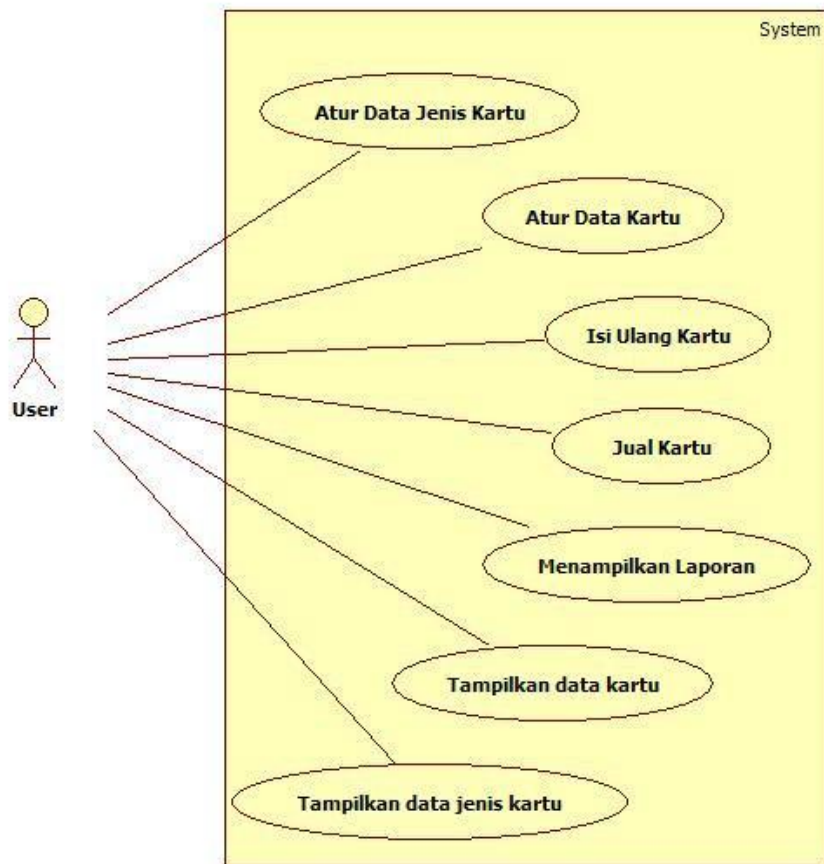 System
Atur Data Jenis Kartu
Atur Data Kartu
Isi Ulang Kartu
User
Jual Kartu
Menampilkan Laporan
Tampilkan data kartu
Tampilkan data jenis kartu